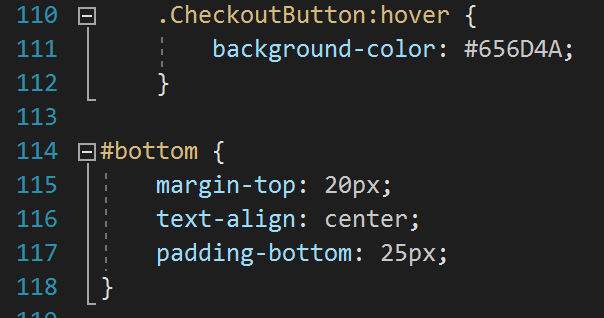 110 .CheckoutButton:hover {
111 background-color: #656D4A;
112 }
113
114 #bottom {
115 margin-top: 20px;
116 text-align: center;
117 padding-bottom: 25px;
118 }
119